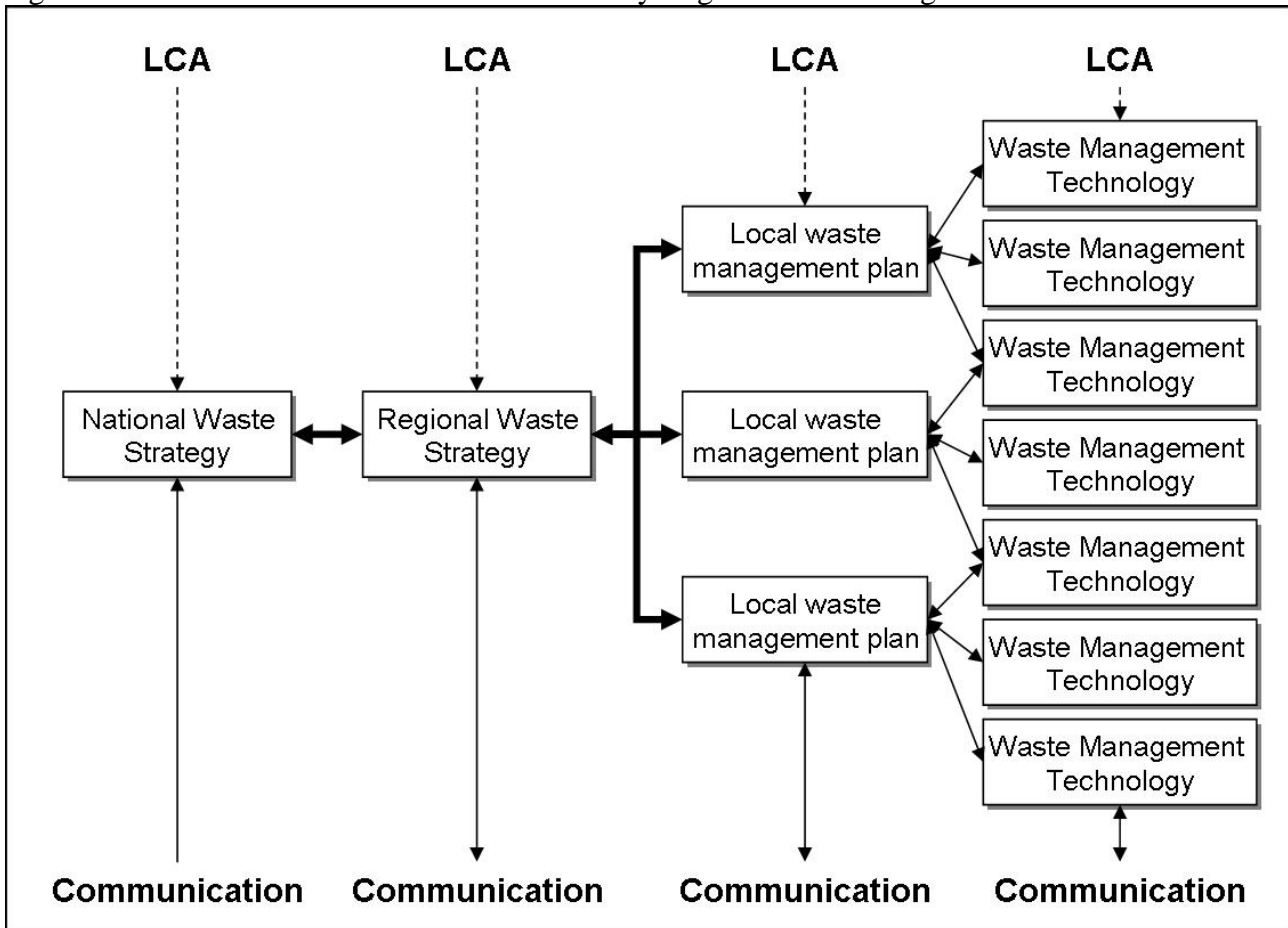 LCA
LCA
LCA
LCA
National Waste
Strategy
Regional Waste
Strategy
Local waste
management plan
Local waste
management plan
Local waste
management plan
Waste Management
Technology
Waste Management
Technology
Waste Management
Technology
Waste Management
Technology
Waste Management
Technology
Waste Management
Technology
Waste Management
Technology
Communication
Communication
Communication
Communication